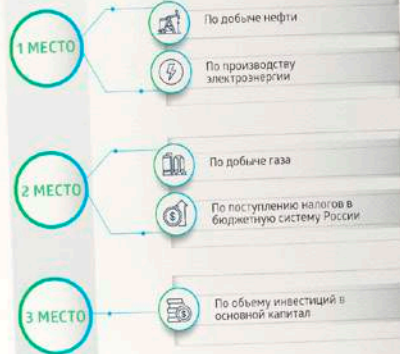 1 МЕСТО
По добыче нефти
По производству
электроэнергии
2 МЕСТО
По добыче газа
По поступлению налогов в
бюджетную систему России
3 МЕСТО
По объему инвестиций в
основной капитал